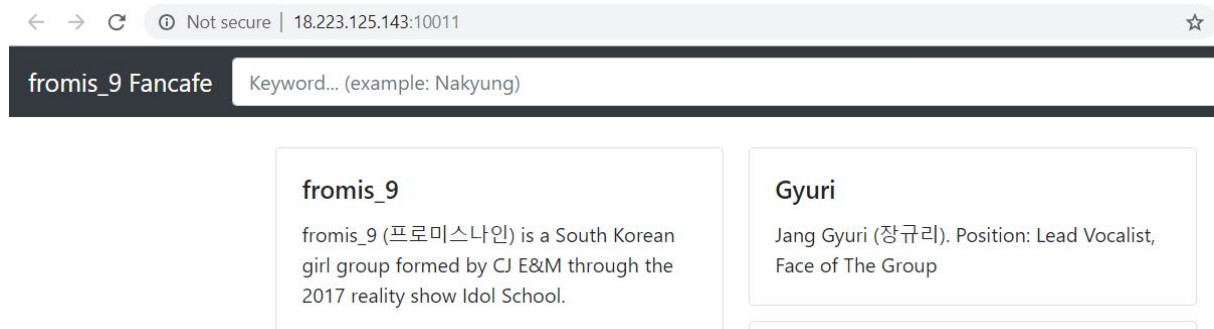 Not secure | 18.223.125.143:10011
fromis_9 Fancafe
Keyword... (example: Nakyung)
fromis_9
fromis_9 (프로미스나인) is a South Korean
girl group formed by CJ E&M through the
2017 reality show Idol School.
Gyuri
Jang Gyuri (장규리). Position: Lead Vocalist,
Face of The Group